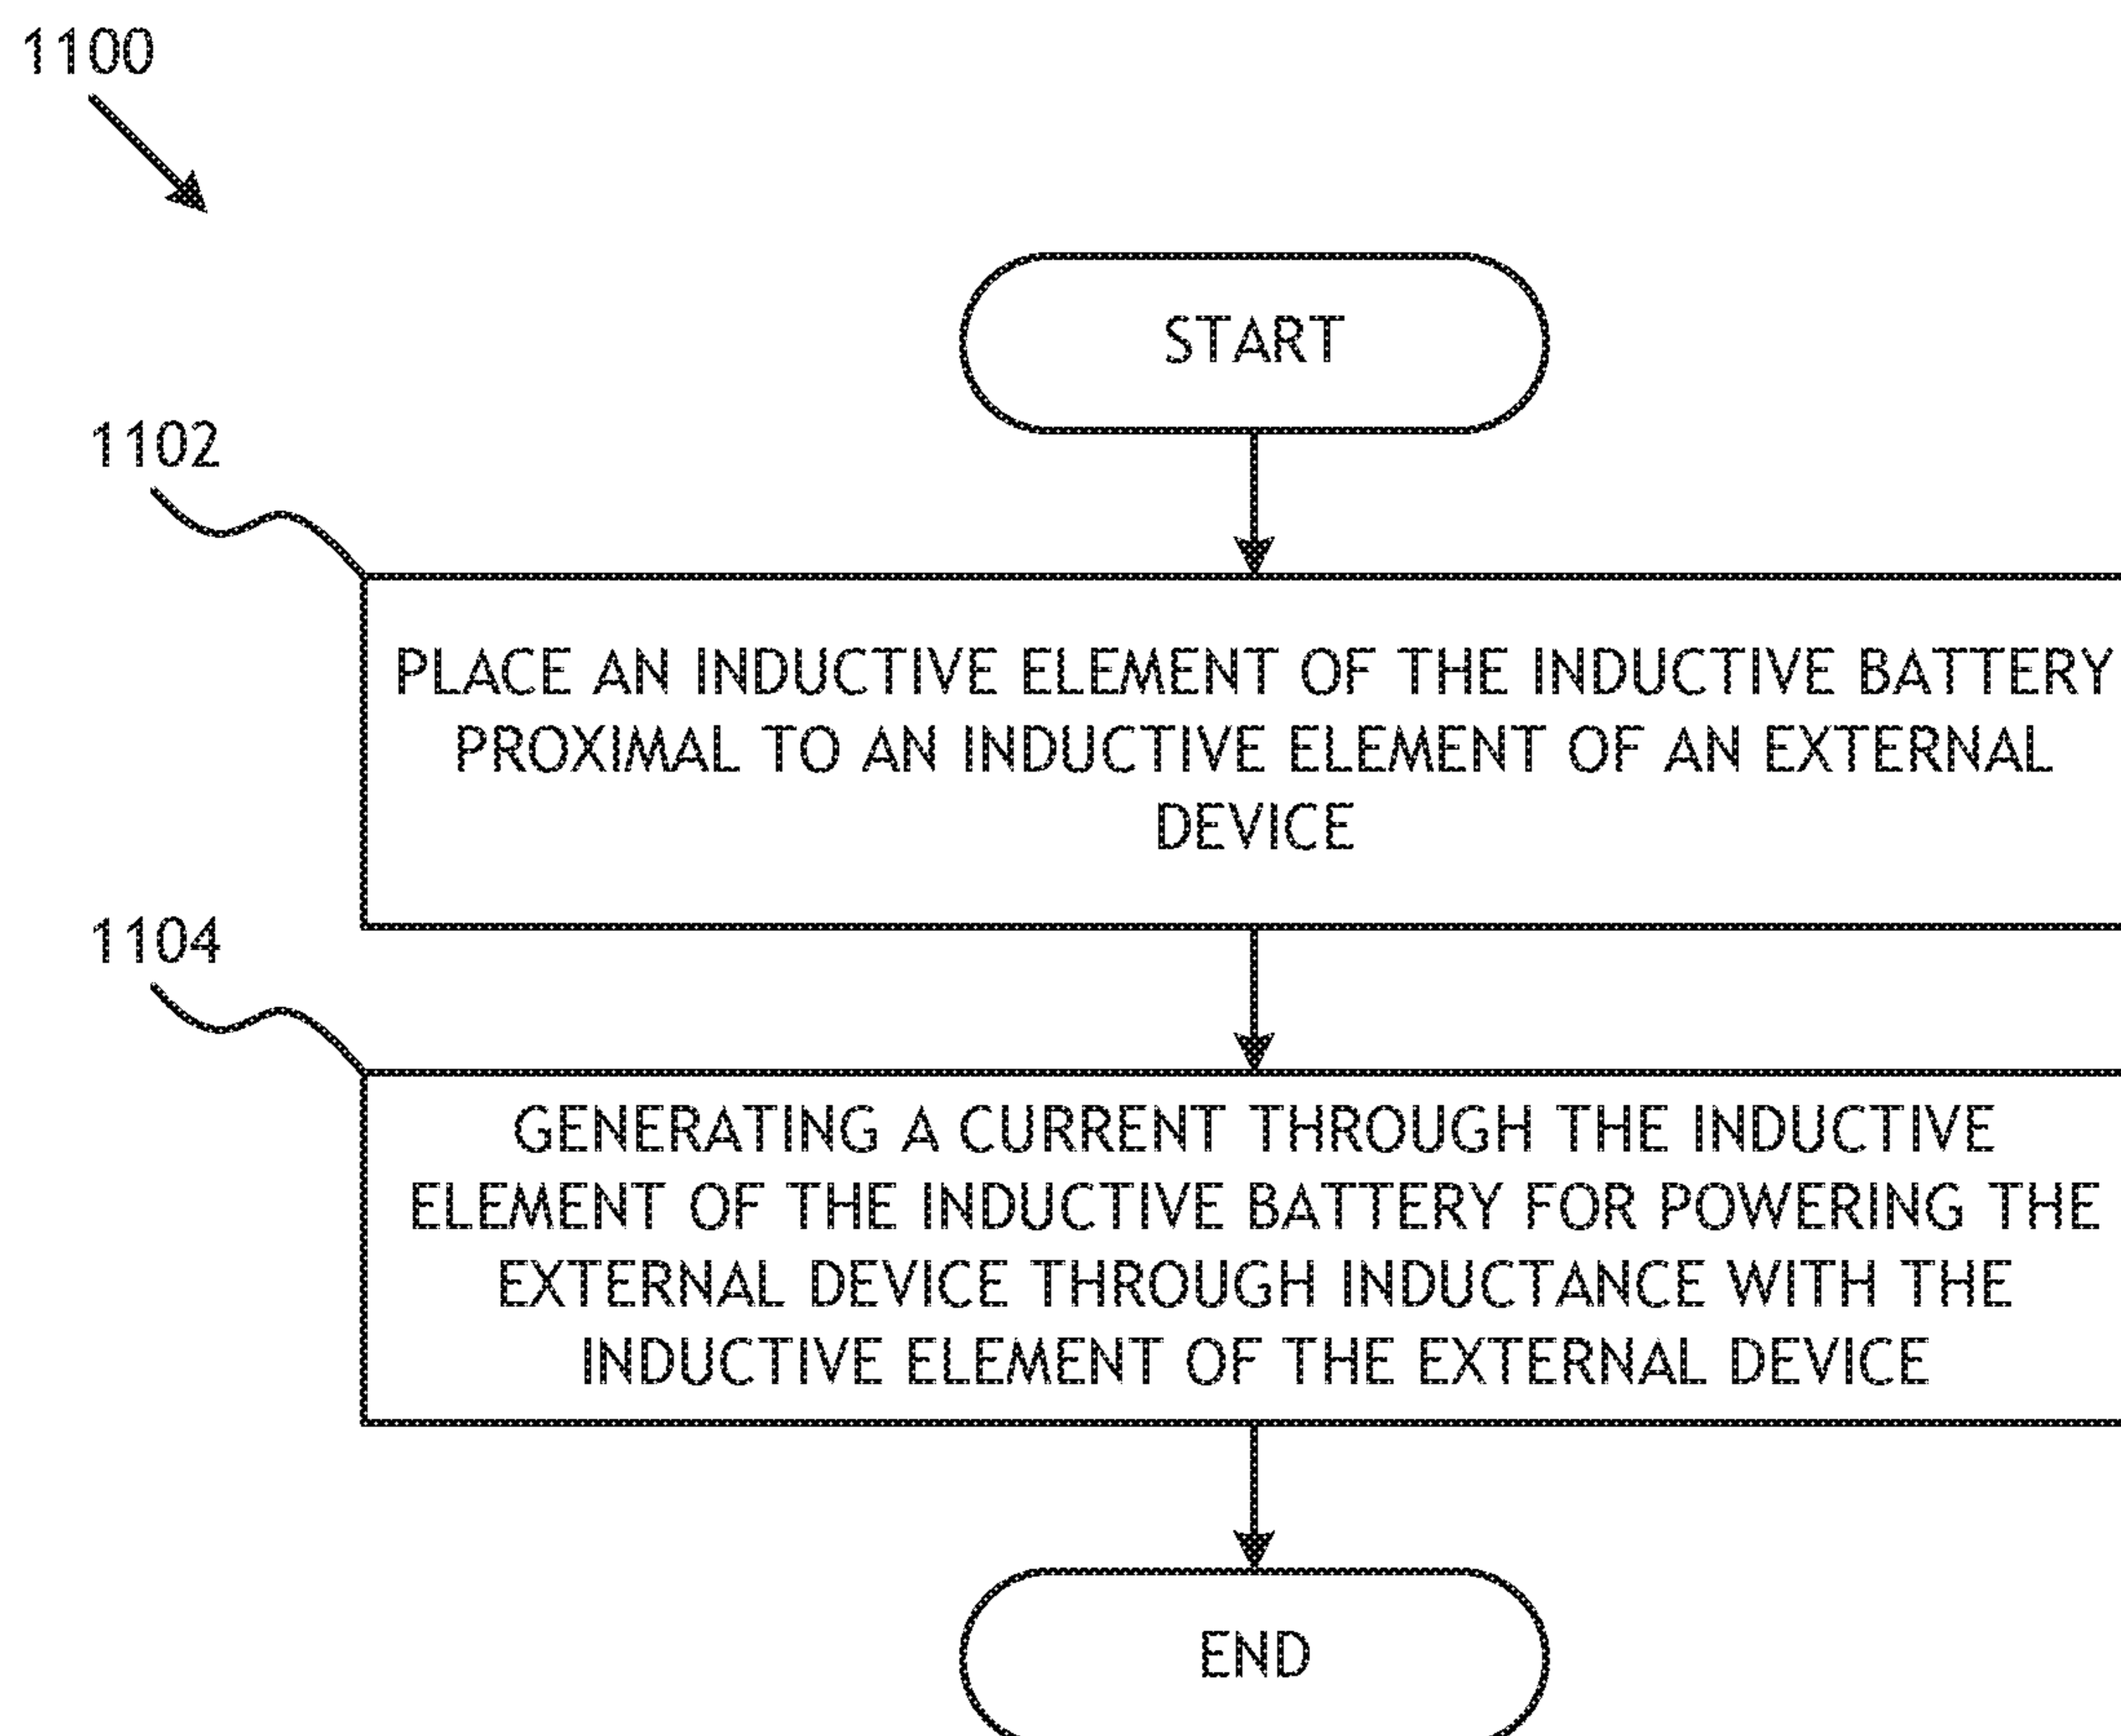 1100
START
1102
PLACE AN INDUCTIVE ELEMENT OF THE INDUCTIVE BATTERY
PROXIMAL TO AN INDUCTIVE ELEMENT OF AN EXTERNAL
DEVICE
1104
GENERATING A CURRENT THROUGH THE INDUCTIVE
ELEMENT OF THE INDUCTIVE BATTERY FOR POWERING THE
EXTERNAL DEVICE THROUGH INDUCTANCE WITH THE
INDUCTIVE ELEMENT OF THE EXTERNAL DEVICE
END